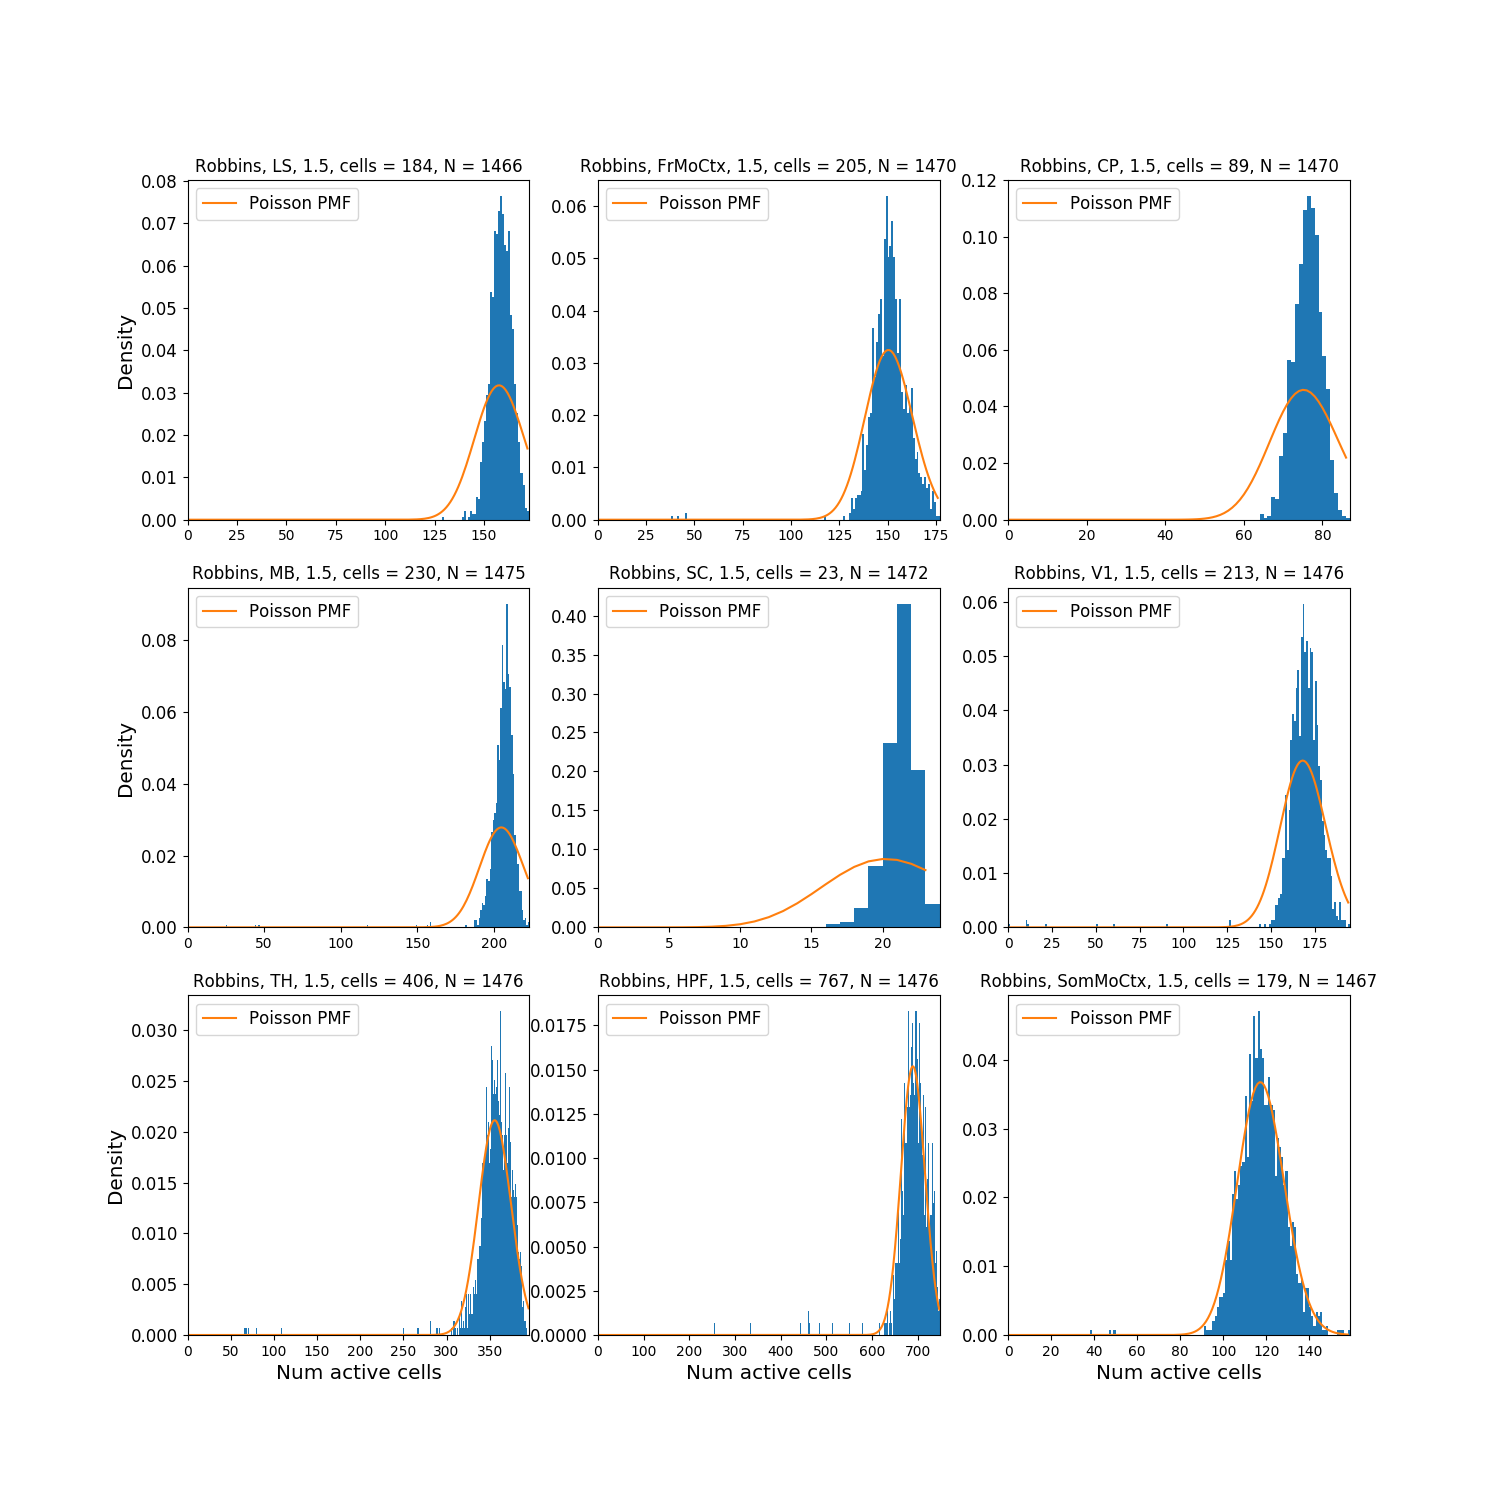 Robbins, LS, 1.5, cells = 184, N = 1466
Poisson PMF
Density
0.08
0.07
0.06
0.05
0.04
0.03
0.02
0.01
0.00
0 25 50 75 100 125 150
Robbins, FrMoCtx, 1.5, cells = 205, N = 1470
Poisson PMF
0.06
0.05
0.04
0.03
0.02
0.01
0.00
0 25 50 75 100 125 150 175
Robbins, CP, 1.5, cells = 89, N = 1470
Poisson PMF
0.12
0.10
0.08
0.06
0.04
0.02
0.00
0 20 40 60 80
Robbins, MB, 1.5, cells = 230, N = 1475
Poisson PMF
Density
0.08
0.06
0.04
0.02
0.00
0 50 100 150 200
Robbins, SC, 1.5, cells = 23, N = 1472
Poisson PMF
0.40
0.35
0.30
0.25
0.20
0.15
0.10
0.05
0.00
0 5 10 15 20
Robbins, V1, 1.5, cells = 213, N = 1476
Poisson PMF
0.06
0.05
0.04
0.03
0.02
0.01
0.00
0 25 50 75 100 125 150 175
Robbins, TH, 1.5, cells = 406, N = 1476
Poisson PMF
Density
0.030
0.025
0.020
0.015
0.010
0.005
0.000
0 50 100 150 200 250 300 350
Num active cells
Robbins, HPF, 1.5, cells = 767, N = 1476
Poisson PMF
0.0175
0.0150
0.0125
0.0100
0.0075
0.0050
0.0025
0.0000
0 100 200 300 400 500 600 700
Num active cells
Robbins, SomMoCtx, 1.5, cells = 179, N = 1467
Poisson PMF
0.04
0.03
0.02
0.01
0.00
0 20 40 60 80 100 120 140
Num active cells